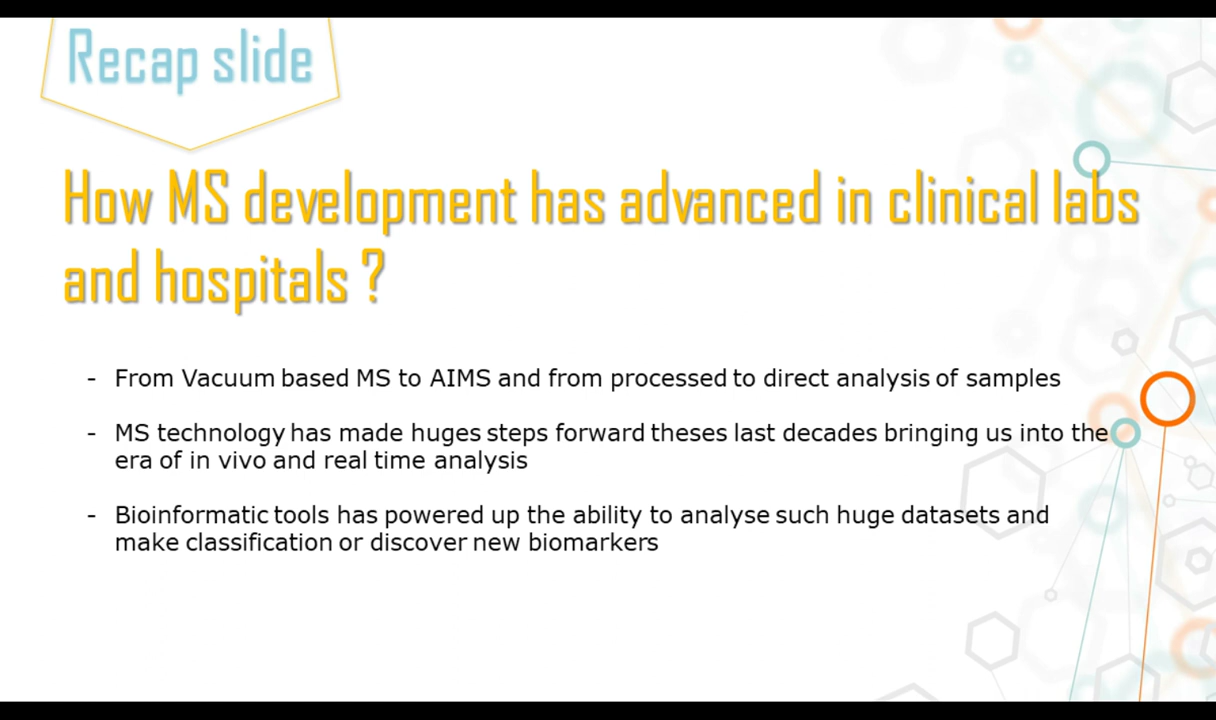 Recap slide
How MS development has advanced in clinical labs
and hospitals ?
- From Vacuum based MS to AIMS and from processed to direct analysis of samples
- MS technology has made huges steps forward theses last decades bringing us into the
era of in vivo and real time analysis
- Bioinformatic tools has powered up the ability to analyse such huge datasets and
make classification or discover new biomarkers